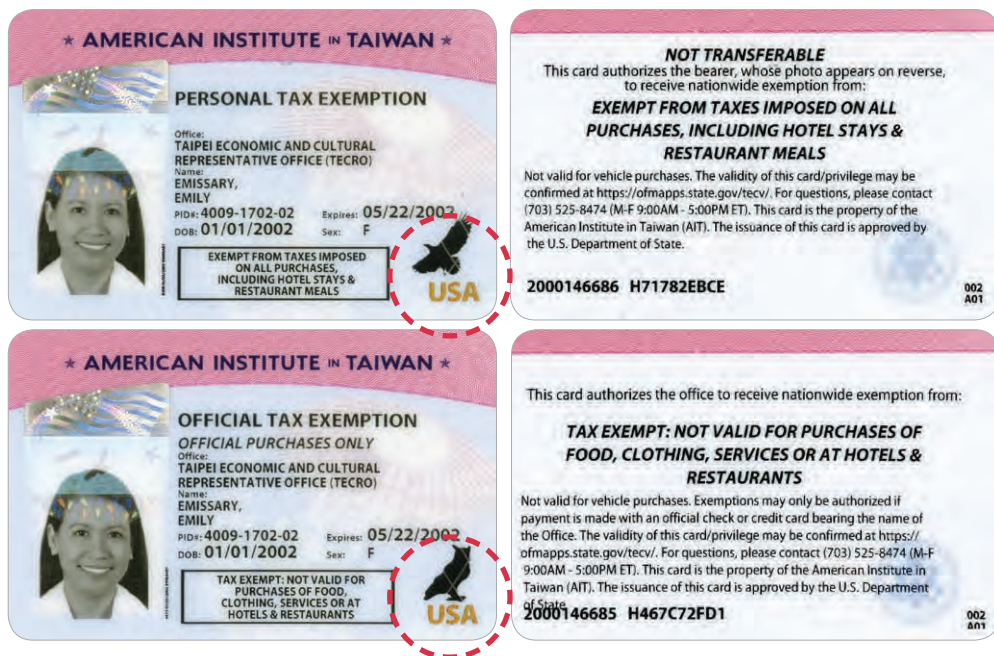 ★ AMERICAN INSTITUTE IN TAIWAN ★
PERSONAL TAX EXEMPTION
Office:
TAIPEI ECONOMIC AND CULTURAL
REPRESENTATIVE OFFICE (TECRO)
Name:
EMISSARY,
EMILY
PID#: 4009-1702-02 Expires: 05/22/2002
DOB: 01/01/2002 Sex: F
EXEMPT FROM TAXES IMPOSED
ON ALL PURCHASES,
INCLUDING HOTEL STAYS &
RESTAURANT MEALS
USA
NOT TRANSFERABLE
This card authorizes the bearer, whose photo appears on reverse,
to receive nationwide exemption from:
EXEMPT FROM TAXES IMPOSED ON ALL
PURCHASES, INCLUDING HOTEL STAYS &
RESTAURANT MEALS
Not valid for vehicle purchases. The validity of this card/privilege may be
confirmed at https://ofmapps.state.gov/tecv/. For questions, please contact
(703) 525-8474 (M-F 9:00AM - 5:00PM ET). This card is the property of the
American Institute in Taiwan (AIT). The issuance of this card is approved by
the U.S. Department of State.
2000146686 H71782EBCE
002
A01
★ AMERICAN INSTITUTE IN TAIWAN ★
OFFICIAL TAX EXEMPTION
OFFICIAL PURCHASES ONLY
Office:
TAIPEI ECONOMIC AND CULTURAL
REPRESENTATIVE OFFICE (TECRO)
Name:
EMISSARY,
EMILY
PID#: 4009-1702-02 Expires: 05/22/2002
DOB: 01/01/2002 Sex: F
TAX EXEMPT: NOT VALID FOR
PURCHASES OF FOOD,
CLOTHING, SERVICES OR AT
HOTELS & RESTAURANTS
USA
This card authorizes the office to receive nationwide exemption from:
TAX EXEMPT: NOT VALID FOR PURCHASES OF
FOOD, CLOTHING, SERVICES OR AT HOTELS &
RESTAURANTS
Not valid for vehicle purchases. Exemptions may only be authorized if
payment is made with an official check or credit card bearing the name of
the Office. The validity of this card/privilege may be confirmed at https://
ofmapps.state.gov/tecv/. For questions, please contact (703) 525-8474 (M-F
9:00AM - 5:00PM ET). This card is the property of the American Institute in
Taiwan (AIT). The issuance of this card is approved by the U.S. Department
of State
2000146685 H467C72FD1
002
A01